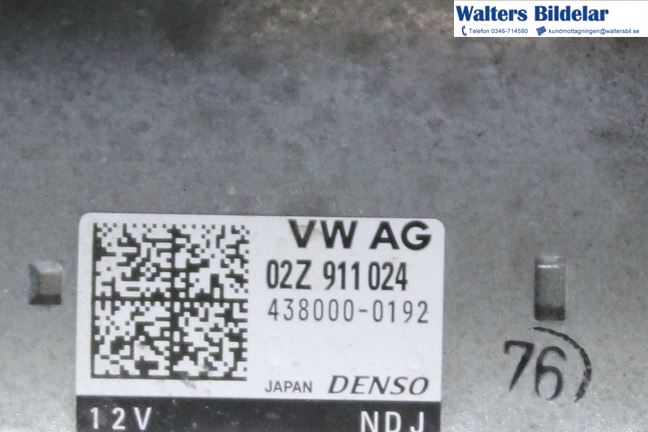 Walters Bildelar
Telefon 0346-714580 kundmottagningen@waltersbil.se
VW AG
02Z 911 024
438000-0192
JAPAN DENSO
12V NDJ
76